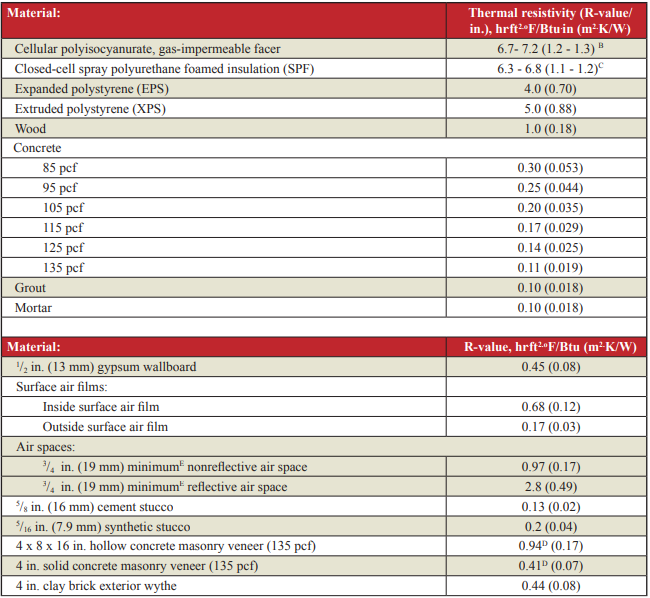 Material: Thermal resistivity (R-value/
in.), hr·ft²·ºF/Btu·in (m²·K/W·)
Cellular polyisocyanurate, gas-impermeable facer 6.7- 7.2 (1.2 - 1.3) ᴮ
Closed-cell spray polyurethane foamed insulation (SPF) 6.3 - 6.8 (1.1 - 1.2)ᶜ
Expanded polystyrene (EPS) 4.0 (0.70)
Extruded polystyrene (XPS) 5.0 (0.88)
Wood 1.0 (0.18)
Concrete
85 pcf 0.30 (0.053)
95 pcf 0.25 (0.044)
105 pcf 0.20 (0.035)
115 pcf 0.17 (0.029)
125 pcf 0.14 (0.025)
135 pcf 0.11 (0.019)
Grout 0.10 (0.018)
Mortar 0.10 (0.018)
Material: R-value, hr·ft²·ºF/Btu (m²·K/W)
1/2 in. (13 mm) gypsum wallboard 0.45 (0.08)
Surface air films:
Inside surface air film 0.68 (0.12)
Outside surface air film 0.17 (0.03)
Air spaces:
3/4 in. (19 mm) minimumᴱ nonreflective air space 0.97 (0.17)
3/4 in. (19 mm) minimumᴱ reflective air space 2.8 (0.49)
5/8 in. (16 mm) cement stucco 0.13 (0.02)
5/16 in. (7.9 mm) synthetic stucco 0.2 (0.04)
4 x 8 x 16 in. hollow concrete masonry veneer (135 pcf) 0.94ᴰ (0.17)
4 in. solid concrete masonry veneer (135 pcf) 0.41ᴰ (0.07)
4 in. clay brick exterior wythe 0.44 (0.08)